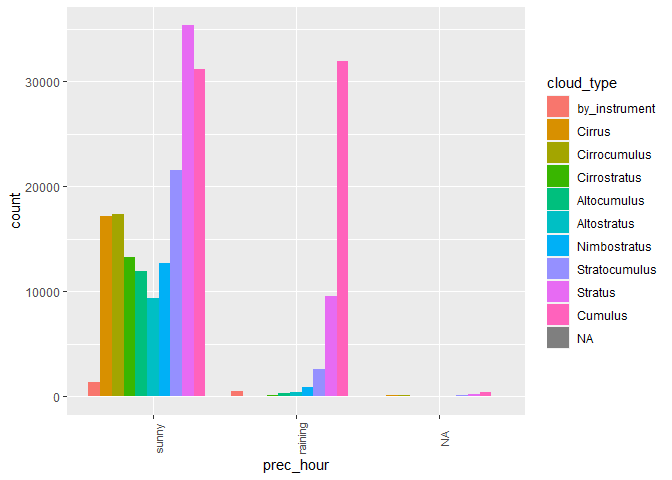 count
30000
20000
10000
0
sunny
raining
NA
prec_hour
cloud_type
by_instrument
Cirrus
Cirrocumulus
Cirrostratus
Altocumulus
Altostratus
Nimbostratus
Stratocumulus
Stratus
Cumulus
NA